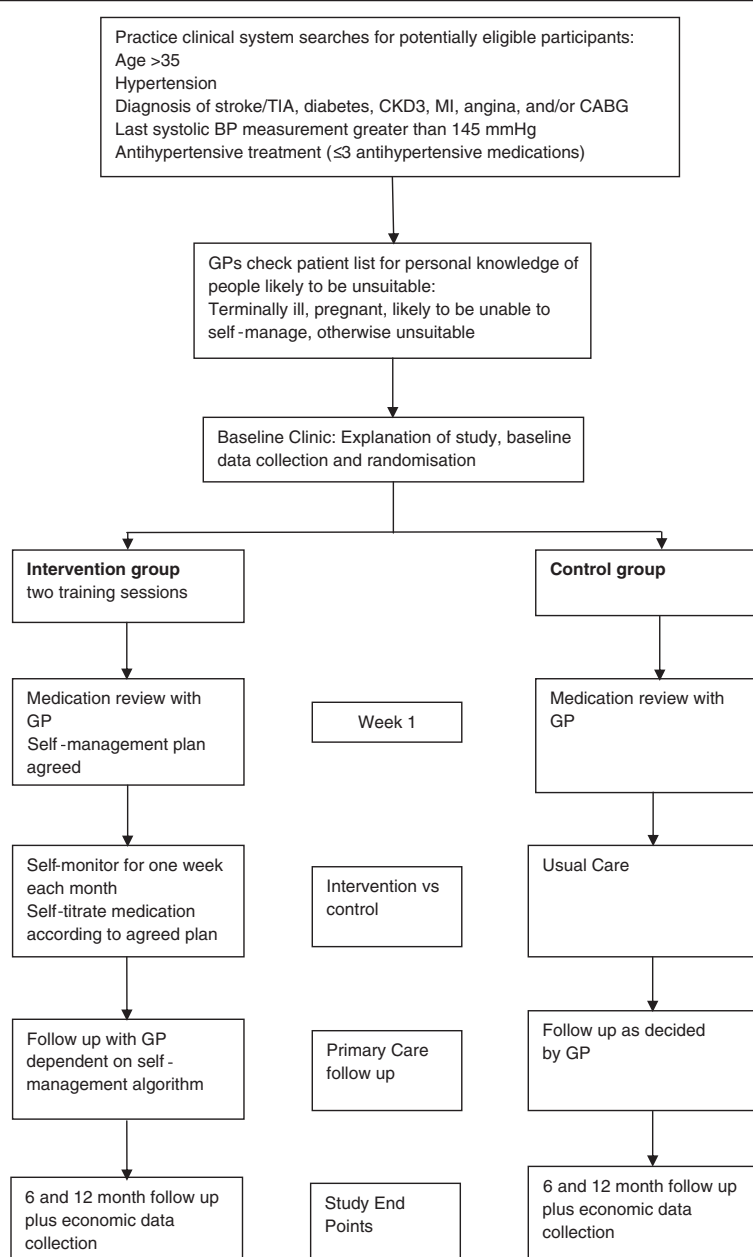 Practice clinical system searches for potentially eligible participants:
Age >35
Hypertension
Diagnosis of stroke/TIA, diabetes, CKD3, MI, angina, and/or CABG
Last systolic BP measurement greater than 145 mmHg
Antihypertensive treatment (≤3 antihypertensive medications)
GPs check patient list for personal knowledge of
people likely to be unsuitable:
Terminally ill, pregnant, likely to be unable to
self-manage, otherwise unsuitable
Baseline Clinic: Explanation of study, baseline
data collection and randomisation
Intervention group
two training sessions
Control group
Medication review with
GP
Self-management plan
agreed
Week 1
Medication review with
GP
Self-monitor for one week
each month
Self-titrate medication
according to agreed plan
Intervention vs
control
Usual Care
Follow up with GP
dependent on self-
management algorithm
Primary Care
follow up
Follow up as decided
by GP
6 and 12 month follow up
plus economic data
collection
Study End
Points
6 and 12 month follow up
plus economic data
collection